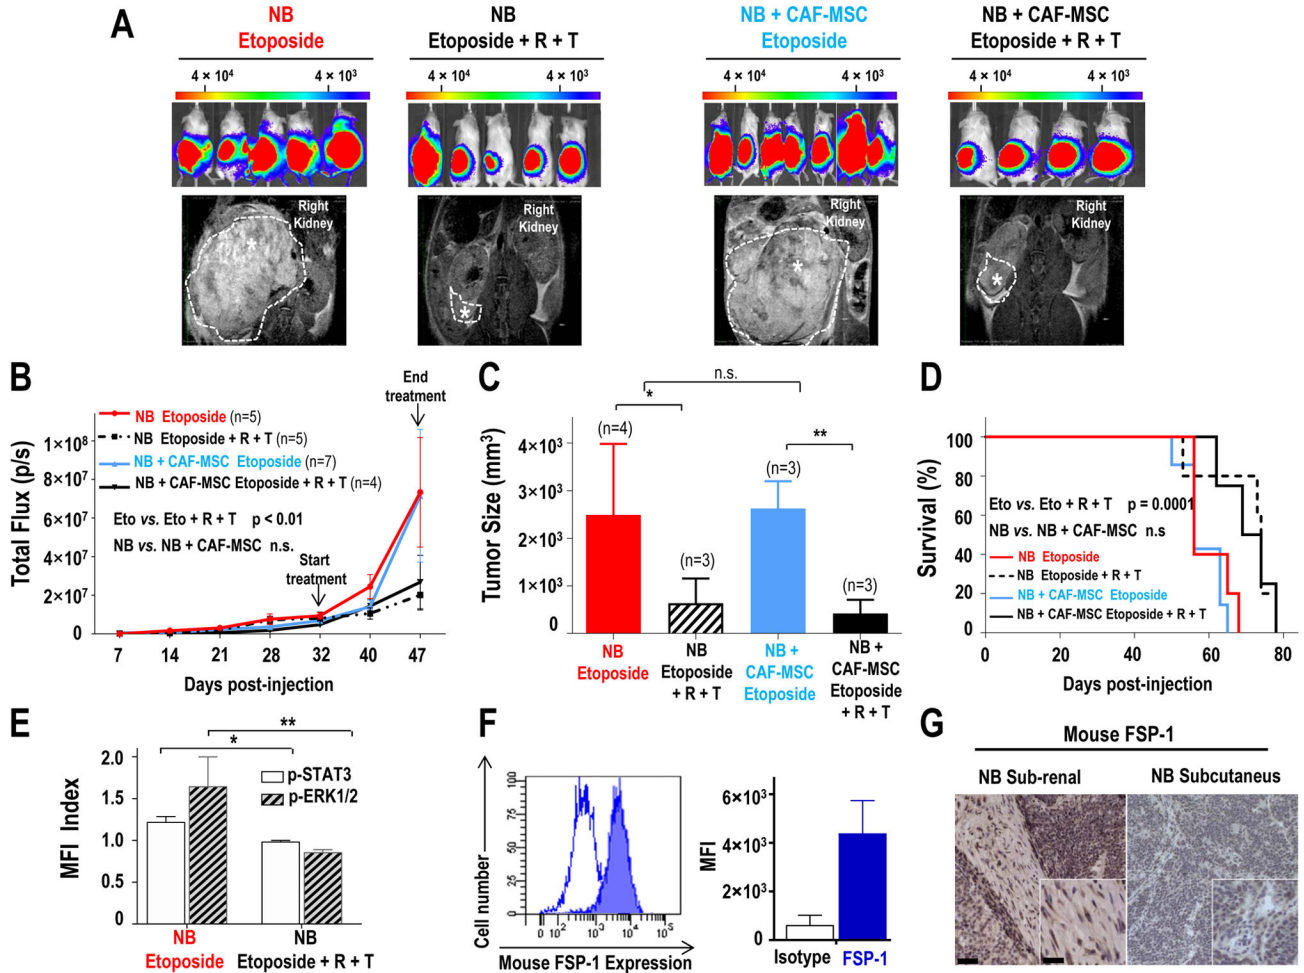 A
NB
Etoposide
NB
Etoposide + R + T
NB + CAF-MSC
Etoposide
NB + CAF-MSC
Etoposide + R + T
4 × 10⁴ 4 × 10³
4 × 10⁴ 4 × 10³
4 × 10⁴ 4 × 10³
4 × 10⁴ 4 × 10³
Right
Kidney
*
Right
Kidney
*
Right
Kidney
*
Right
Kidney
*
B
End
treatment
NB Etoposide (n=5)
NB Etoposide + R + T (n=5)
NB + CAF-MSC Etoposide (n=7)
NB + CAF-MSC Etoposide + R + T (n=4)
Eto vs. Eto + R + T p < 0.01
NB vs. NB + CAF-MSC n.s.
Start
treatment
Total Flux (p/s)
1×10⁸
8×10⁷
6×10⁷
4×10⁷
2×10⁷
0
7 14 21 28 32 40 47
Days post-injection
C
n.s.
*
**
(n=4)
(n=3)
(n=3)
(n=3)
Tumor Size (mm³)
4×10³
3×10³
2×10³
1×10³
0
NB
Etoposide
NB
Etoposide
+ R + T
NB +
CAF-MSC
Etoposide
NB +
CAF-MSC
Etoposide
+ R + T
D
Survival (%)
100
80
60
40
20
0
Eto vs. Eto + R + T p = 0.0001
NB vs. NB + CAF-MSC n.s
NB Etoposide
NB Etoposide + R + T
NB + CAF-MSC Etoposide
NB + CAF-MSC Etoposide + R + T
0 20 40 60 80
Days post-injection
E
**
*
MFI Index
2.0
1.5
1.0
0.5
0
p-STAT3
p-ERK1/2
NB
Etoposide
NB
Etoposide + R + T
F
Cell number
100
75
50
25
0
0 10² 10³ 10⁴ 10⁵
Mouse FSP-1 Expression
MFI
6×10³
4×10³
2×10³
0
Isotype FSP-1
G
Mouse FSP-1
NB Sub-renal
NB Subcutaneus